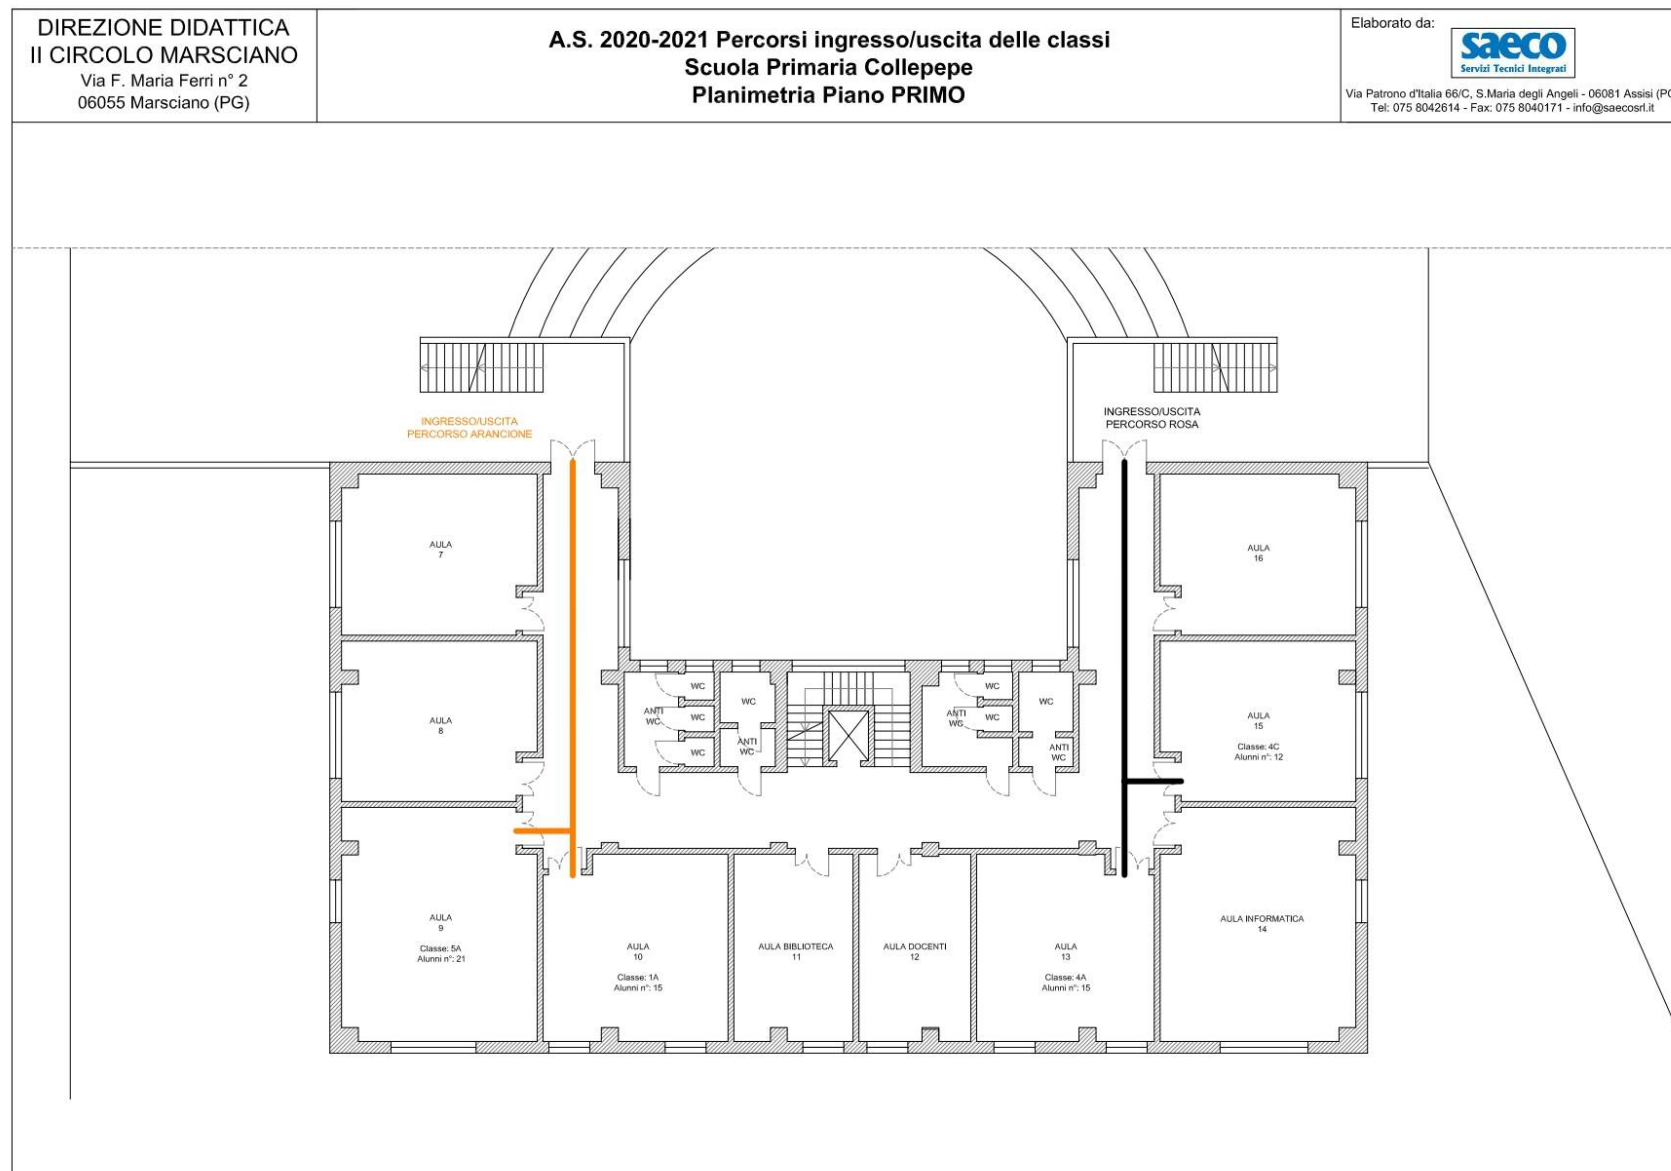 DIREZIONE DIDATTICA
II CIRCOLO MARSCIANO
Via F. Maria Ferri n° 2
06055 Marsciano (PG)
A.S. 2020-2021 Percorsi ingresso/uscita delle classi
Scuola Primaria Collepepe
Planimetria Piano PRIMO
Elaborato da:
saeco
Servizi Tecnici Integrati
Via Patrono d'Italia 66/C, S.Maria degli Angeli - 06081 Assisi (PG
Tel: 075 8042614 - Fax: 075 8040171 - info@saecosrl.it
INGRESSO/USCITA
PERCORSO ARANCIONE
INGRESSO/USCITA
PERCORSO ROSA
AULA
7
AULA
16
AULA
8
ANTI
WC
WC
WC
WC
WC
ANTI
WC
ANTI
WC
WC
WC
WC
ANTI
WC
AULA
15
Classe: 4C
Alunni n°: 12
AULA
9
Classe: 5A
Alunni n°: 21
AULA
10
Classe: 1A
Alunni n°: 15
AULA BIBLIOTECA
11
AULA DOCENTI
12
AULA
13
Classe: 4A
Alunni n°: 15
AULA INFORMATICA
14